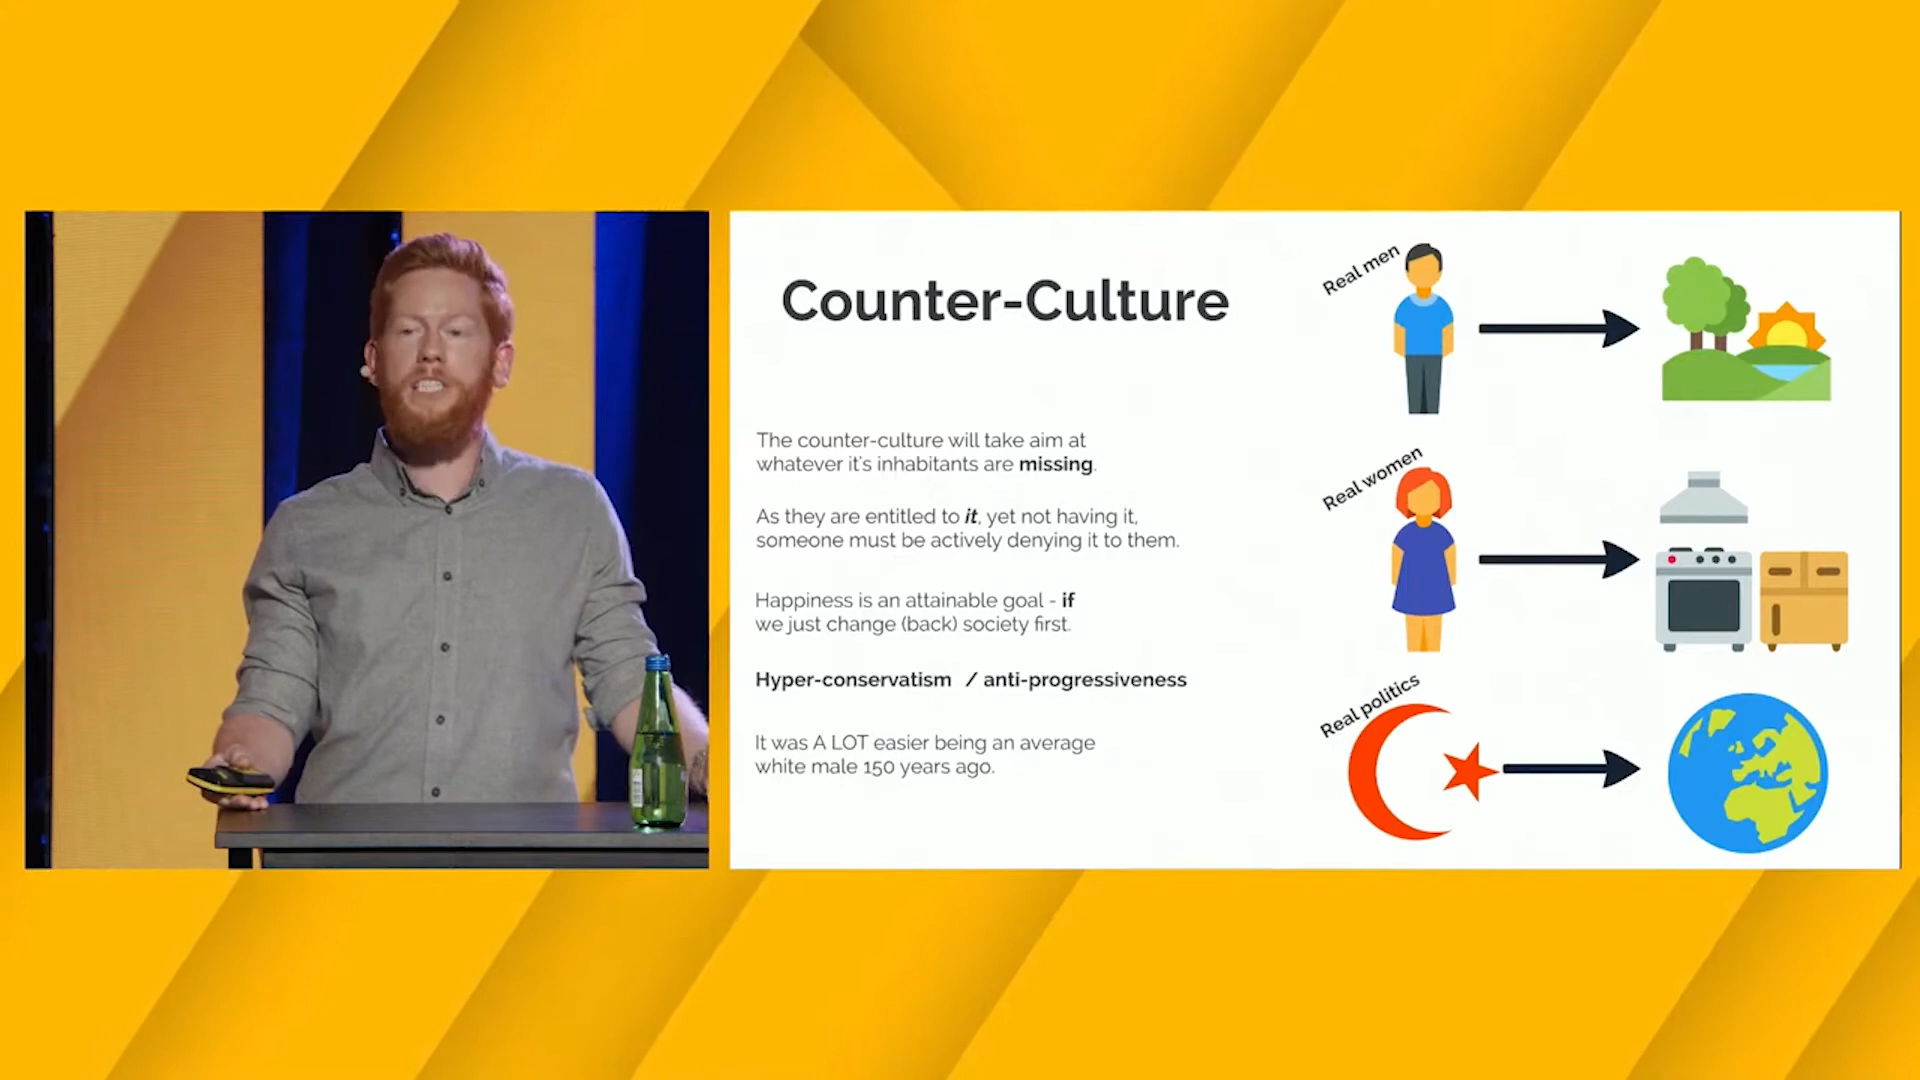 Counter-Culture
The counter-culture will take aim at
whatever it's inhabitants are missing.
As they are entitled to it, yet not having it,
someone must be actively denying it to them.
Happiness is an attainable goal - if
we just change (back) society first.
Hyper-conservatism / anti-progressiveness
It was A LOT easier being an average
white male 150 years ago.
Real men
Real women
Real politics